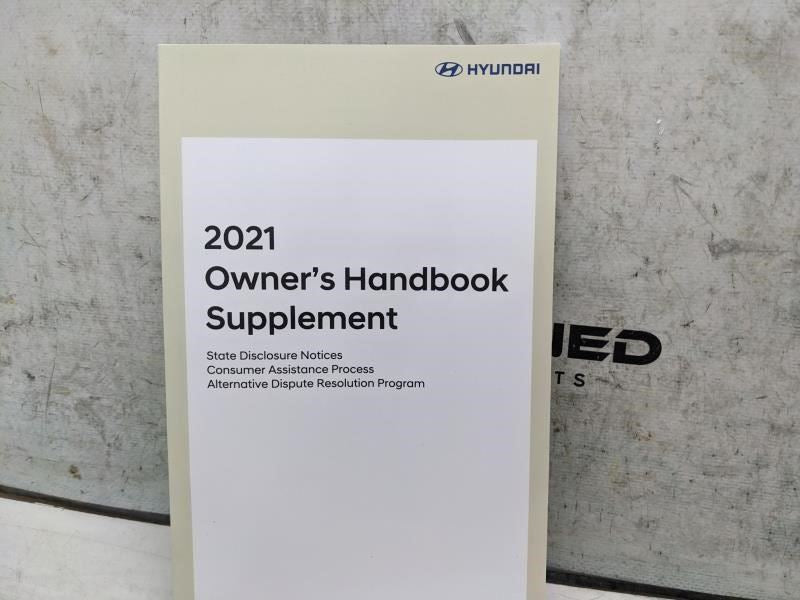 HYUNDAI
2021
Owner's Handbook
Supplement
State Disclosure Notices
Consumer Assistance Process
Alternative Dispute Resolution Program